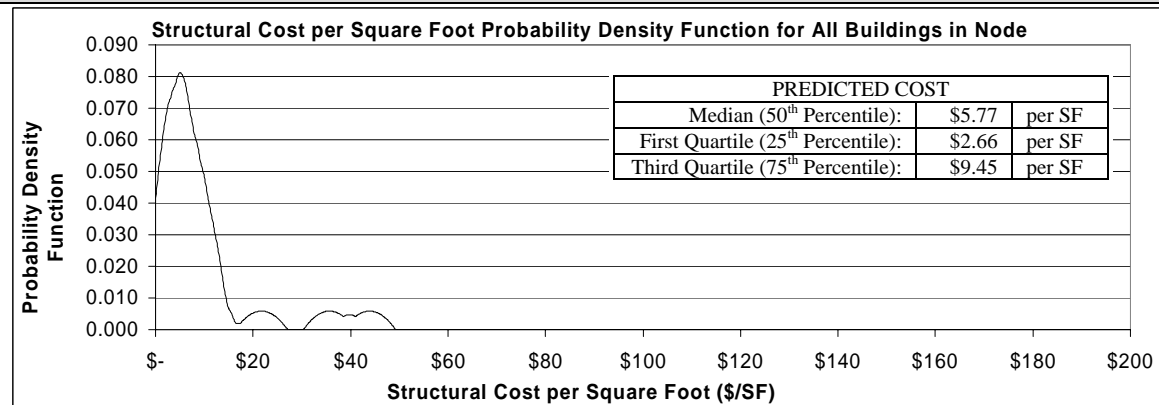 Structural Cost per Square Foot Probability Density Function for All Buildings in Node
0.090
0.080
0.070
0.060
0.050
0.040
0.030
0.020
0.010
0.000
Probability Density
Function
PREDICTED COST
Median (50th Percentile): $5.77 per SF
First Quartile (25th Percentile): $2.66 per SF
Third Quartile (75th Percentile): $9.45 per SF
$- $20 $40 $60 $80 $100 $120 $140 $160 $180 $200
Structural Cost per Square Foot ($/SF)